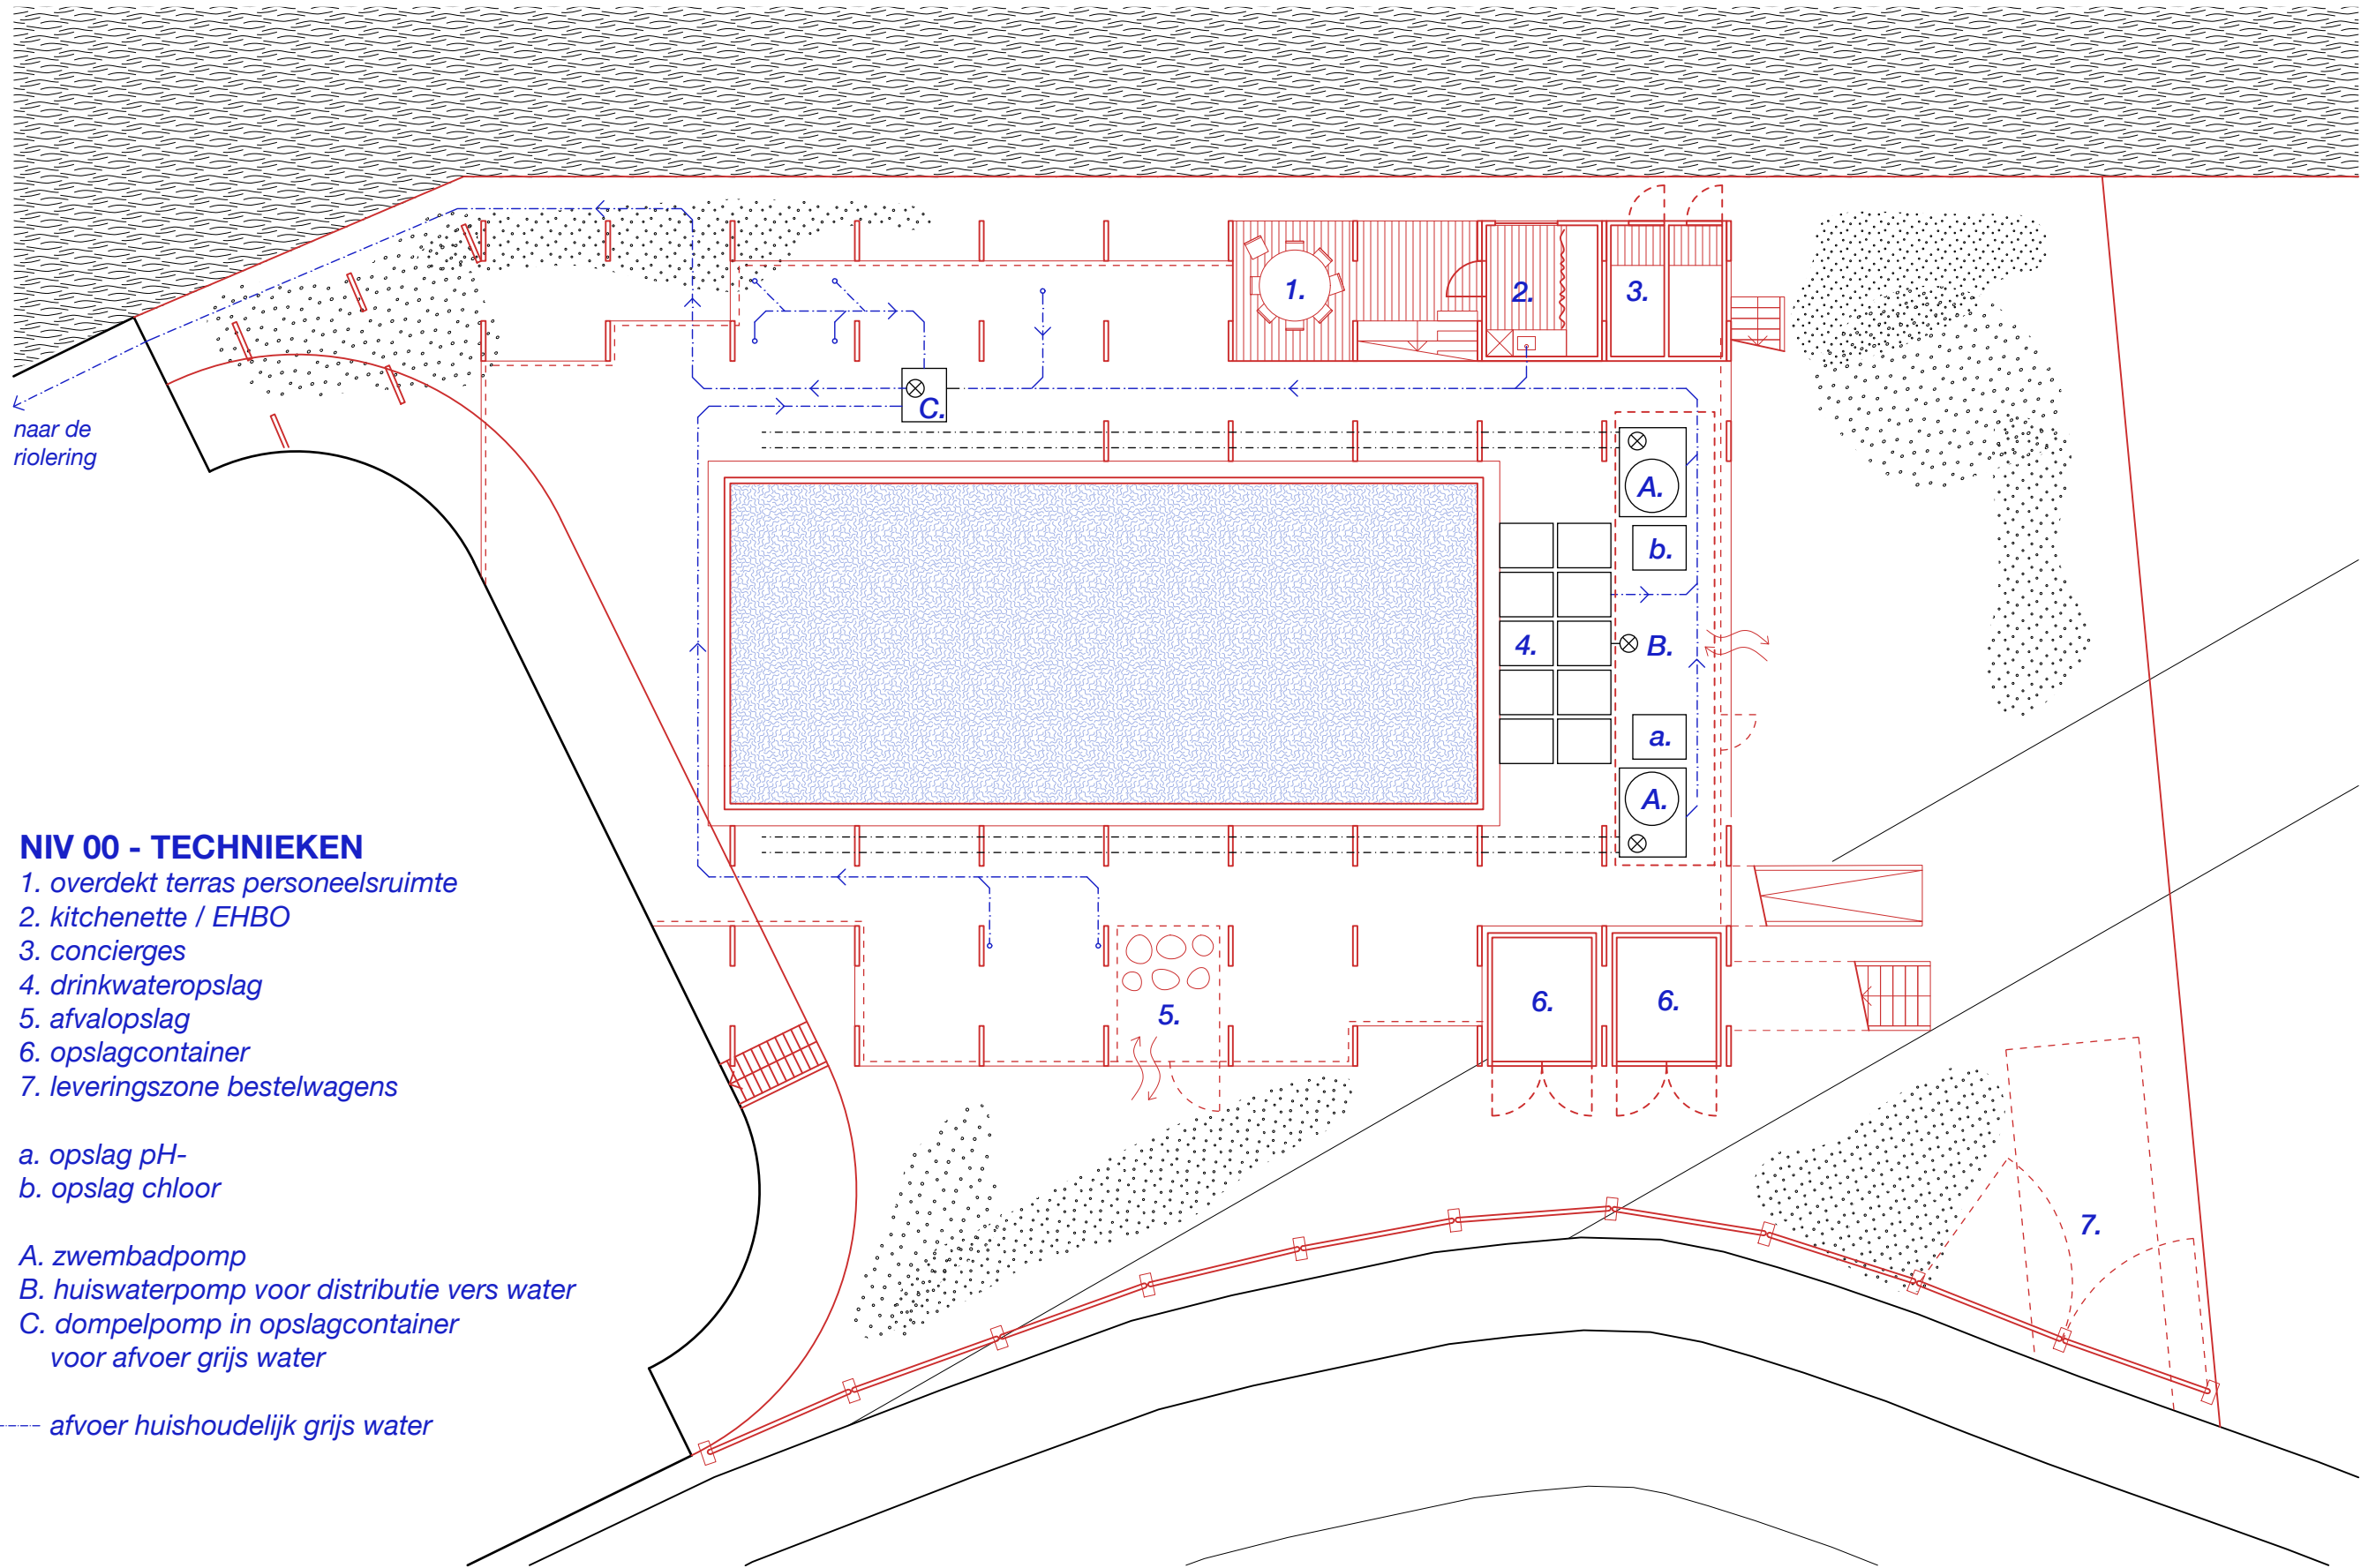 1.
2.
3.
C.
naar de
riolering
A.
b.
4.
B.
a.
A.
NIV 00 - TECHNIEKEN
1. overdekt terras personeelsruimte
2. kitchenette / EHBO
3. concierges
4. drinkwateropslag
5. afvalopslag
6. opslagcontainer
7. leveringszone bestelwagens
a. opslag pH-
b. opslag chloor
A. zwembadpomp
B. huiswaterpomp voor distributie vers water
C. dompelpomp in opslagcontainer
voor afvoer grijs water
afvoer huishoudelijk grijs water
5.
6.
6.
7.